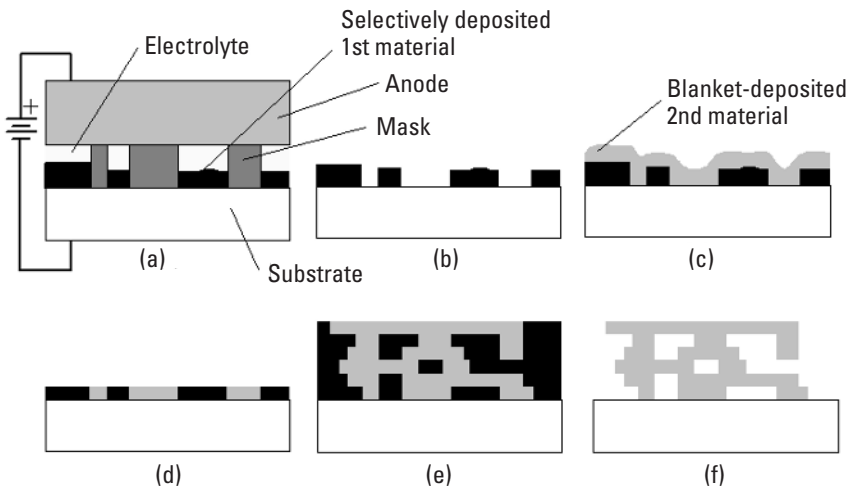 Selectively deposited
1st material
Electrolyte
Anode
Mask
+
Substrate
Blanket-deposited
2nd material
(a)
(b)
(c)
(d)
(e)
(f)